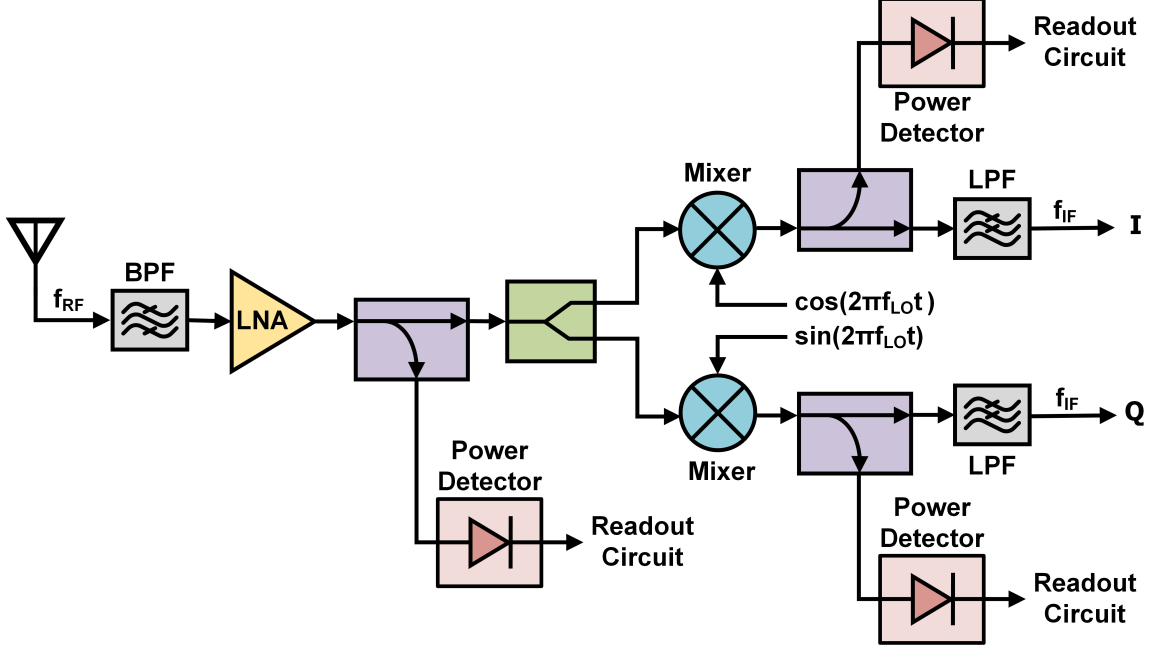 Readout
Circuit
Power
Detector
Mixer
LPF
f_IF
I
BPF
f_RF
LNA
cos(2πf_LOt)
sin(2πf_LOt)
f_IF
Q
Mixer
LPF
Power
Detector
Readout
Circuit
Power
Detector
Readout
Circuit